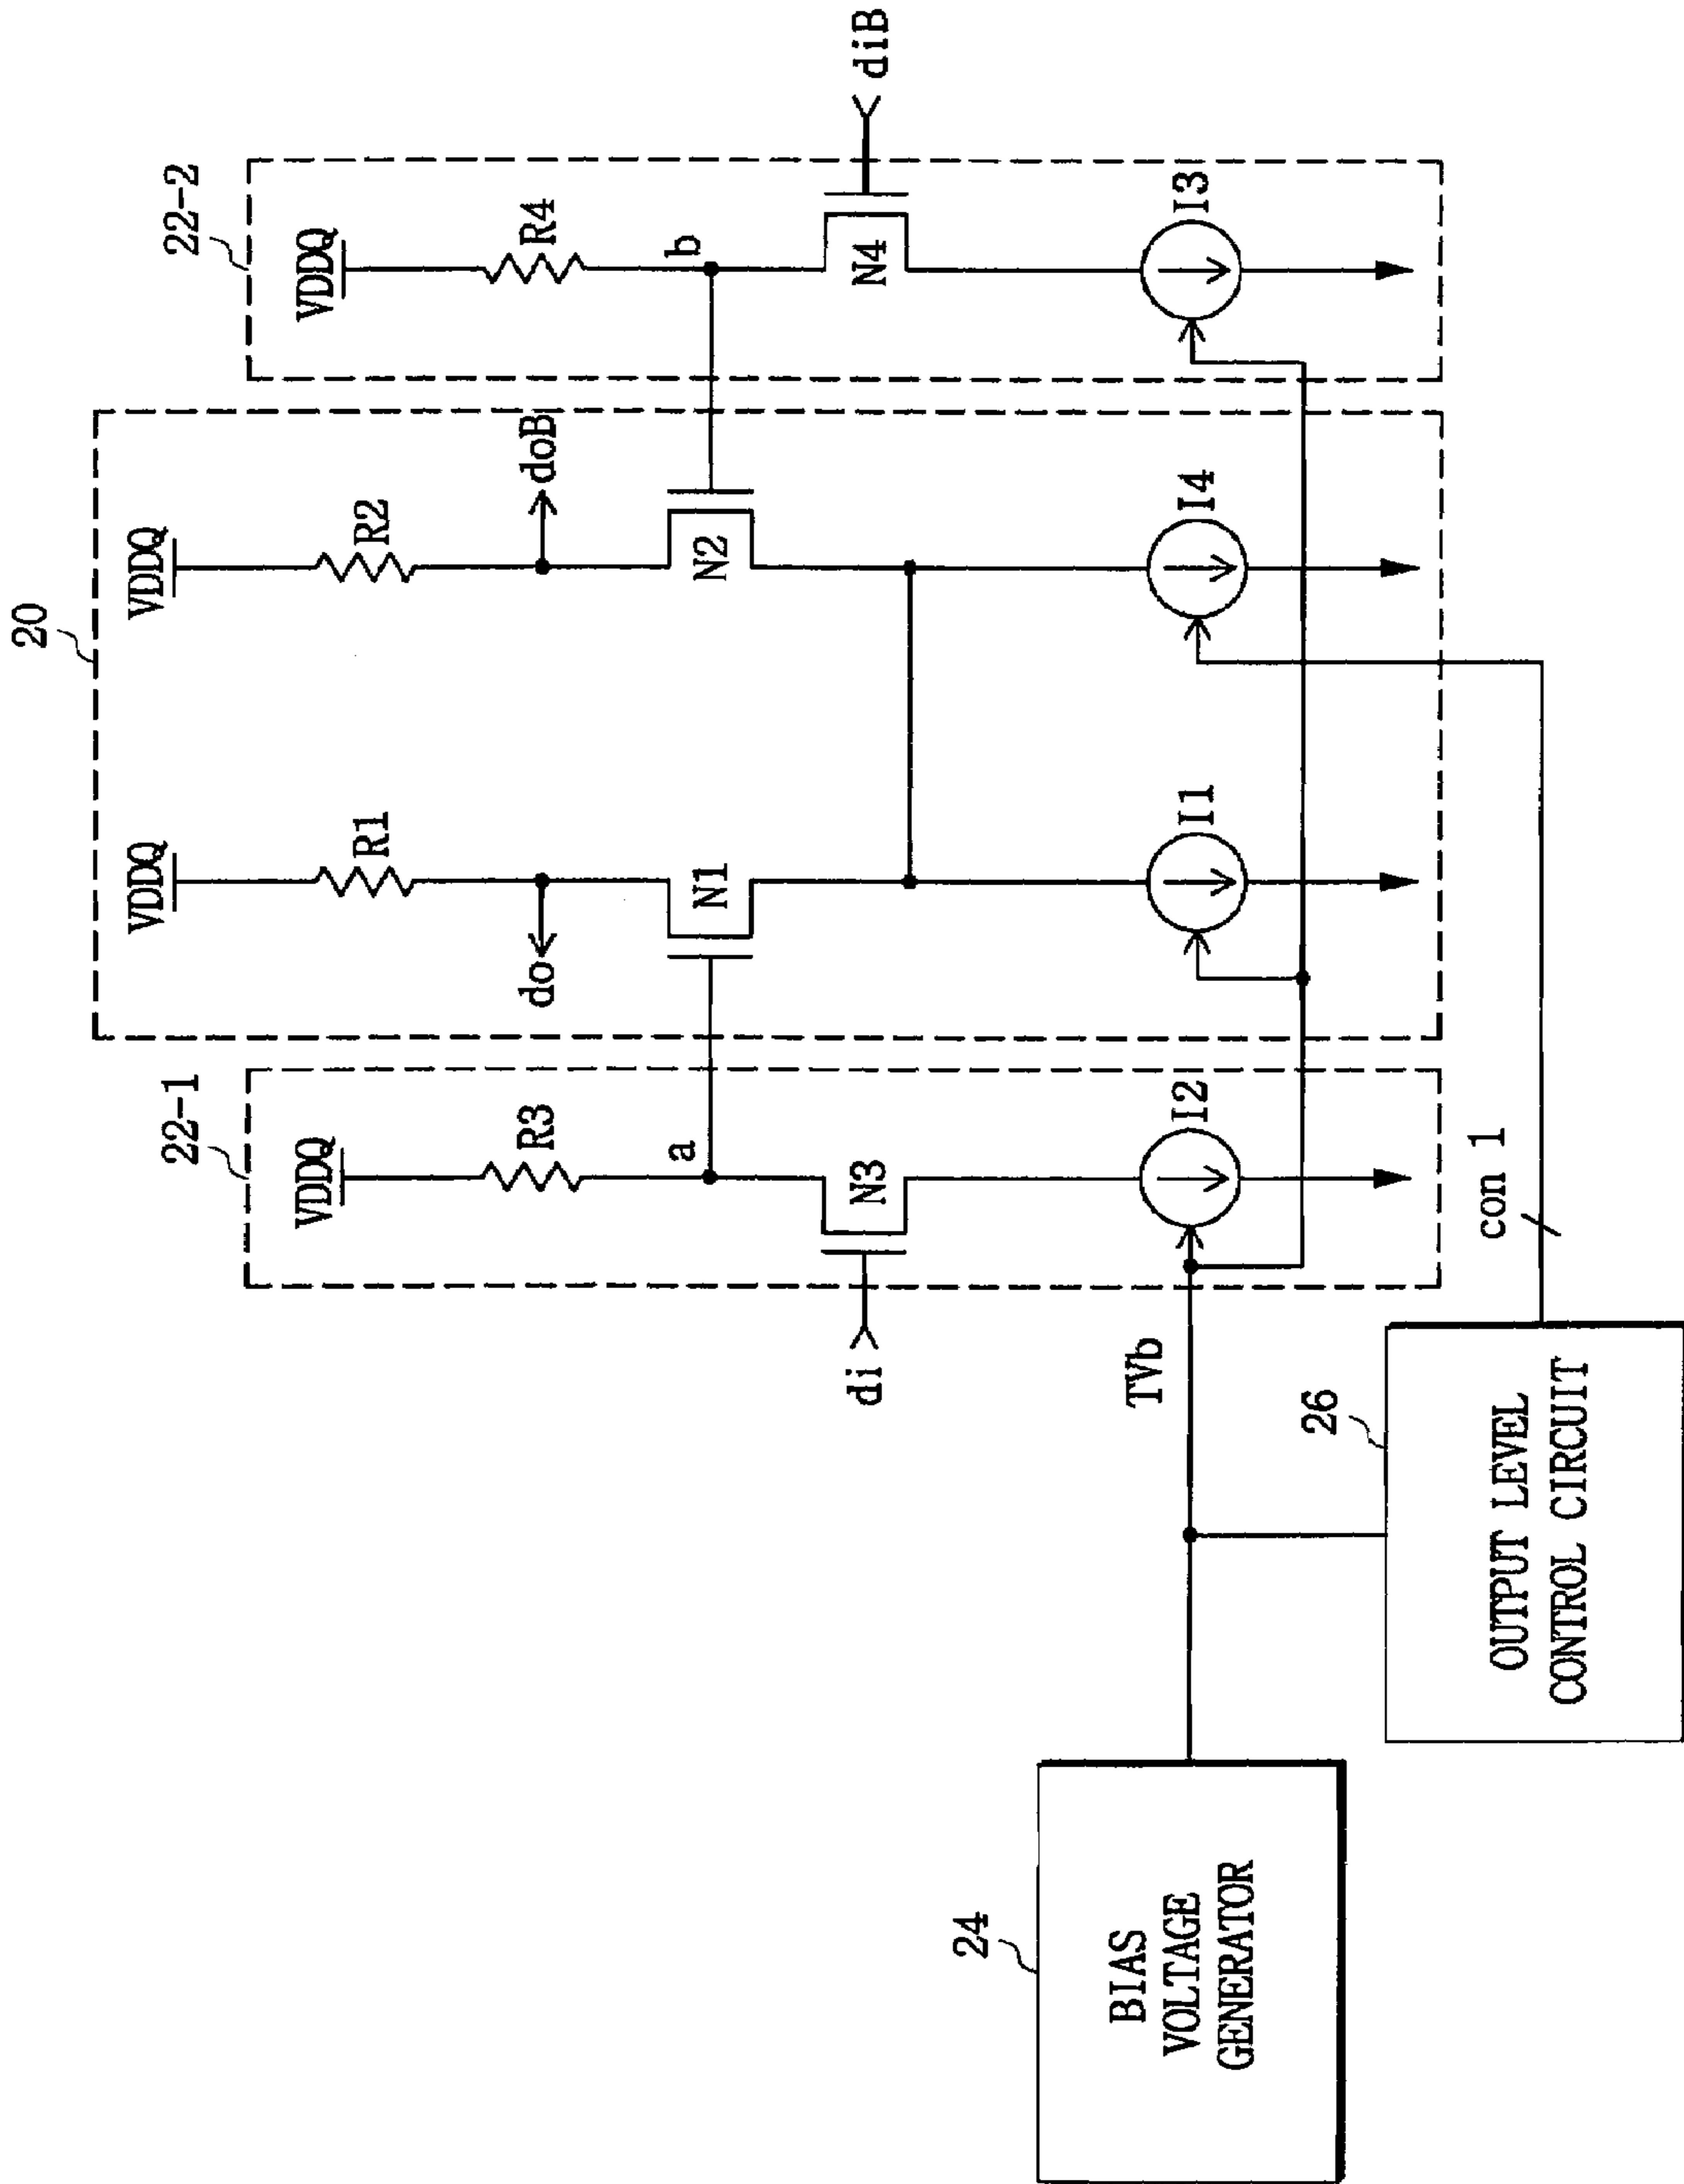 20
22-1
22-2
VDDQ
VDDQ
VDDQ
VDDQ
R3
R1
R2
R4
do
doB
a
b
di
diB
N3
N1
N2
N4
I2
I1
I4
I3
TVb
con 1
24
BIAS
VOLTAGE
GENERATOR
26
OUTPUT LEVEL
CONTROL CIRCUIT